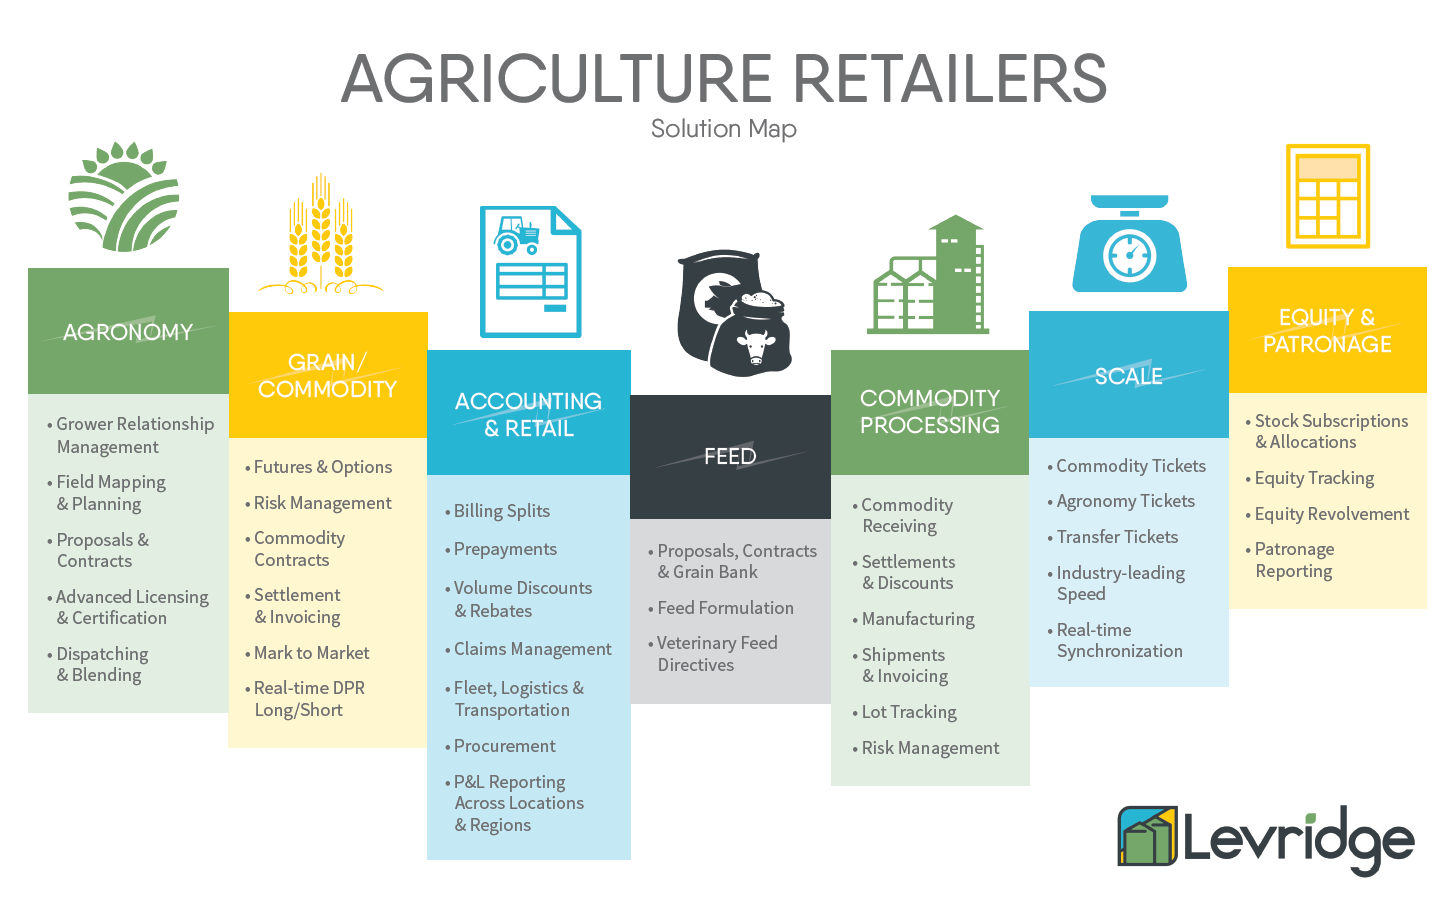 AGRICULTURE RETAILERS
Solution Map
AGRONOMY
• Grower Relationship
Management
• Field Mapping
& Planning
• Proposals &
Contracts
• Advanced Licensing
& Certification
• Dispatching
& Blending
GRAIN/
COMMODITY
• Futures & Options
• Risk Management
• Commodity
Contracts
• Settlement
& Invoicing
• Mark to Market
• Real-time DPR
Long/Short
ACCOUNTING
& RETAIL
• Billing Splits
• Prepayments
• Volume Discounts
& Rebates
• Claims Management
• Fleet, Logistics &
Transportation
• Procurement
• P&L Reporting
Across Locations
& Regions
FEED
• Proposals, Contracts
& Grain Bank
• Feed Formulation
• Veterinary Feed
Directives
COMMODITY
PROCESSING
• Commodity
Receiving
• Settlements
& Discounts
• Manufacturing
• Shipments
& Invoicing
• Lot Tracking
• Risk Management
SCALE
• Commodity Tickets
• Agronomy Tickets
• Transfer Tickets
• Industry-leading
Speed
• Real-time
Synchronization
EQUITY &
PATRONAGE
• Stock Subscriptions
& Allocations
• Equity Tracking
• Equity Revolvement
• Patronage
Reporting
Levridge